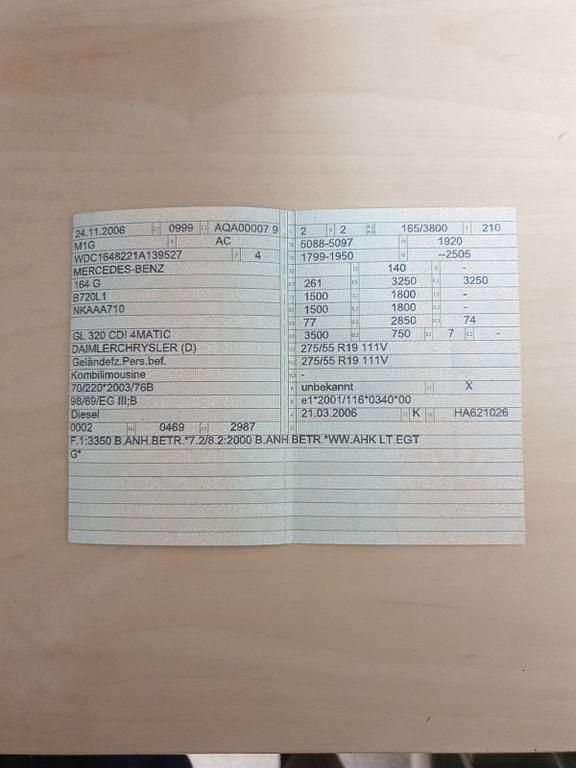 24.11.2006 0999 AQA00007 9
M1G AC
WDC1648221A139527 4
MERCEDES-BENZ
164 G
B720L1
NKAAA710
GL 320 CDI 4MATIC
DAIMLERCHRYSLER (D)
Geländefz.Pers.bef.
Kombilimousine
70/220*2003/76B
98/69/EG III;B
Diesel
0002 0469 2987
2 2 165/3800 210
5088-5097 1920
1799-1950 --2505
140 -
261 3250 3250
1500 1800 -
1500 1800 -
77 2850 74
3500 750 7 -
275/55 R19 111V
275/55 R19 111V
-
unbekannt X
e1*2001/116*0340*00
21.03.2006 K HA621026
F.1:3350 B.ANH.BETR.*7.2/8.2:2000 B.ANH.BETR.*WW.AHK LT.EGT
G*